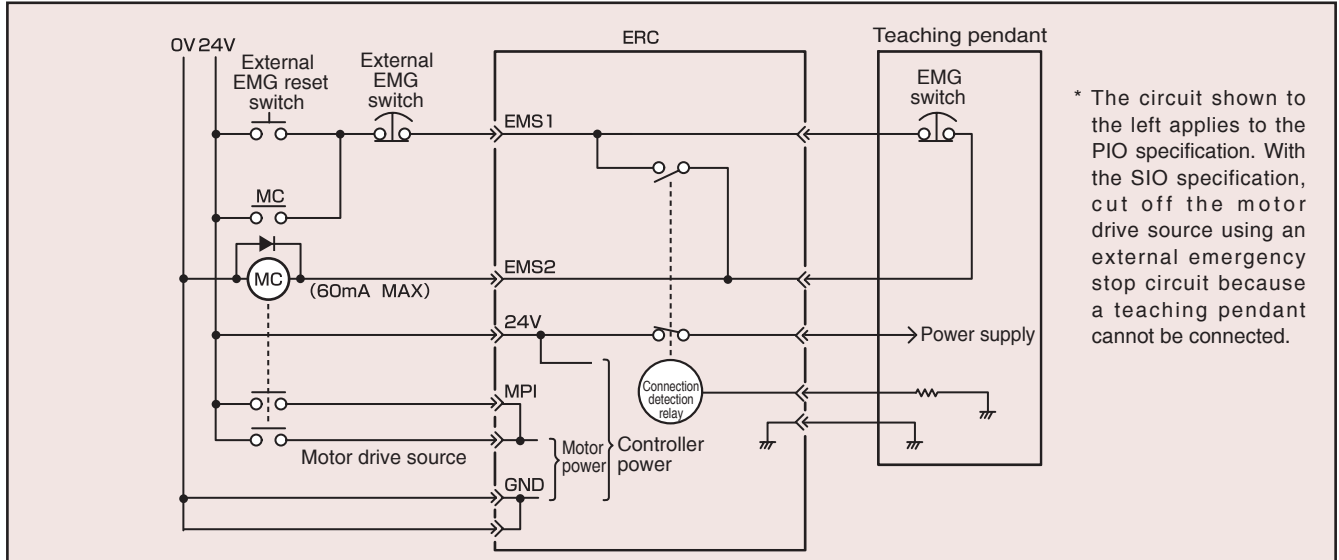 0V 24V
External
EMG reset
switch
External
EMG
switch
ERC
Teaching pendant
EMG
switch
EMS1
MC
MC
(60mA MAX)
EMS2
24V
Power supply
Connection
detection
relay
MPI
Motor drive source
Motor
power
Controller
power
GND
* The circuit shown to
the left applies to the
PIO specification. With
the SIO specification,
cut off the motor
drive source using an
external emergency
stop circuit because
a teaching pendant
cannot be connected.